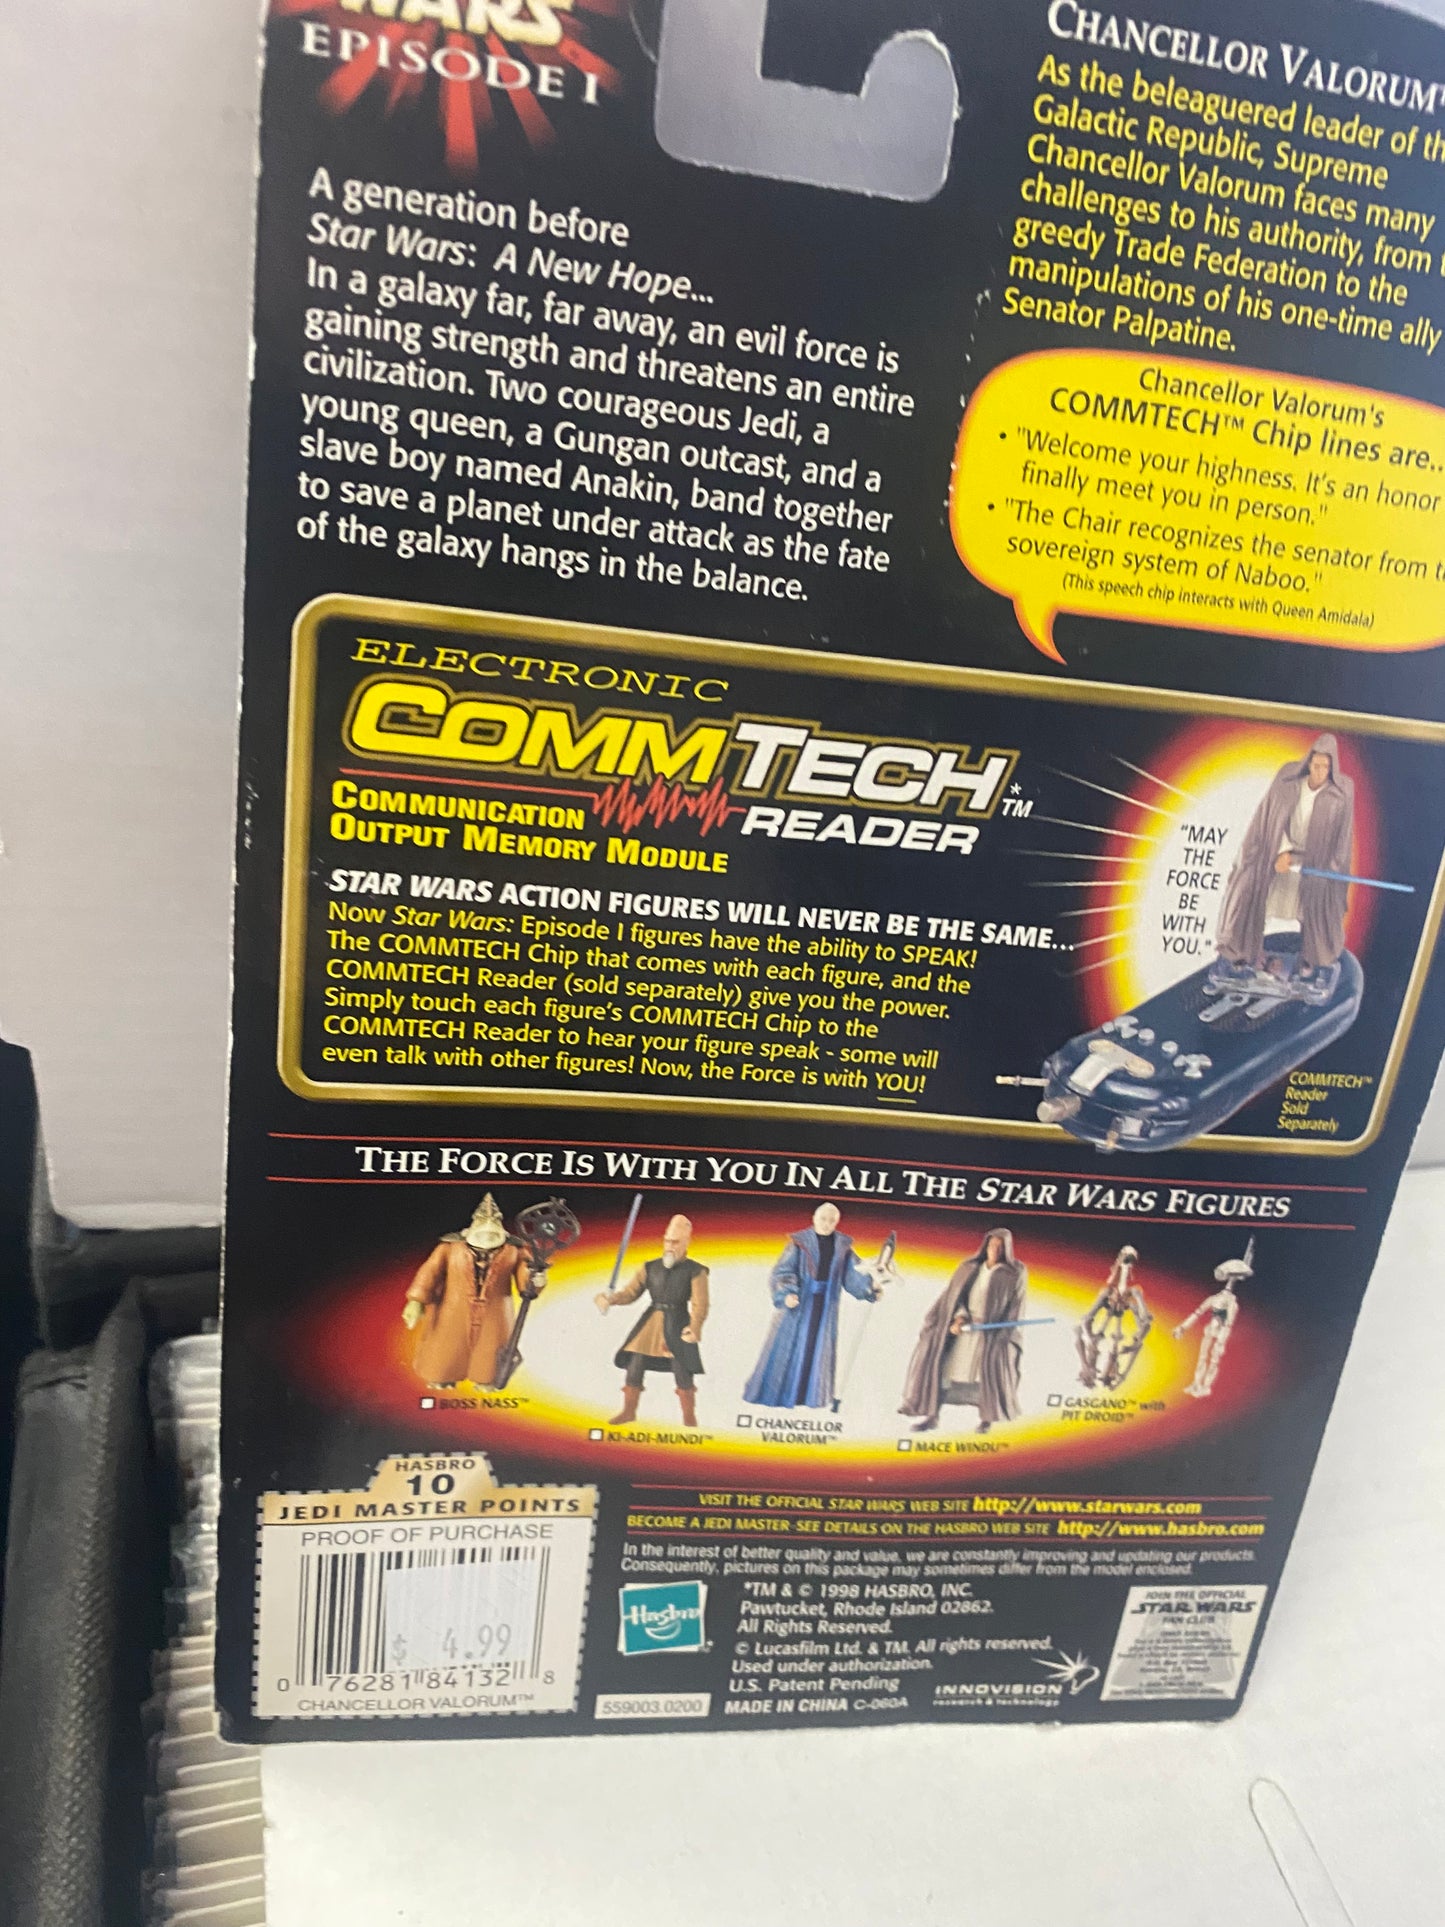 WARS
EPISODE I
A generation before
Star Wars: A New Hope...
In a galaxy far, far away, an evil force is
gaining strength and threatens an entire
civilization. Two courageous Jedi, a
young queen, a Gungan outcast, and a
slave boy named Anakin, band together
to save a planet under attack as the fate
of the galaxy hangs in the balance.
CHANCELLOR VALORUM
As the beleaguered leader of
Galactic Republic, Supreme
Chancellor Valorum faces many
challenges to his authority, from
greedy Trade Federation to the
manipulations of his one-time ally
Senator Palpatine.
Chancellor Valorum's
COMMTECH™ Chip lines are..
• "Welcome your highness. It's an honor
finally meet you in person."
• "The Chair recognizes the senator from
sovereign system of Naboo."
(This speech chip interacts with Queen Amidala)
ELECTRONIC
COMMTECH*™
READER
COMMUNICATION
OUTPUT MEMORY MODULE
STAR WARS ACTION FIGURES WILL NEVER BE THE SAME...
Now Star Wars: Episode I figures have the ability to SPEAK!
The COMMTECH Chip that comes with each figure, and the
COMMTECH Reader (sold separately) give you the power.
Simply touch each figure's COMMTECH Chip to the
COMMTECH Reader to hear your figure speak - some will
even talk with other figures! Now, the Force is with YOU!
"MAY
THE
FORCE
BE
WITH
YOU."
COMMTECH™
Reader
Sold
Separately
THE FORCE IS WITH YOU IN ALL THE STAR WARS FIGURES
BOSS NASS™
KI-ADI-MUNDI™
CHANCELLOR
VALORUM™
MACE WINDU™
GASGANO™ with
PIT DROID™
HASBRO
10
JEDI MASTER POINTS
PROOF OF PURCHASE
$ 4.99
0 76281 84132 8
CHANCELLOR VALORUM™
VISIT THE OFFICIAL STAR WARS WEB SITE http://www.starwars.com
BECOME A JEDI MASTER-SEE DETAILS ON THE HASBRO WEB SITE http://www.hasbro.com
In the interest of better quality and value, we are constantly improving and updating our products.
Consequently, pictures on this package may sometimes differ from the model enclosed.
Hasbro
*TM & © 1998 HASBRO, INC.
Pawtucket, Rhode Island 02862.
All Rights Reserved.
© Lucasfilm Ltd. & TM. All rights reserved.
Used under authorization.
U.S. Patent Pending
MADE IN CHINA C-060A
559003.0200
INNOVISION
research & technology
JOIN THE OFFICIAL
STAR WARS
FAN CLUB